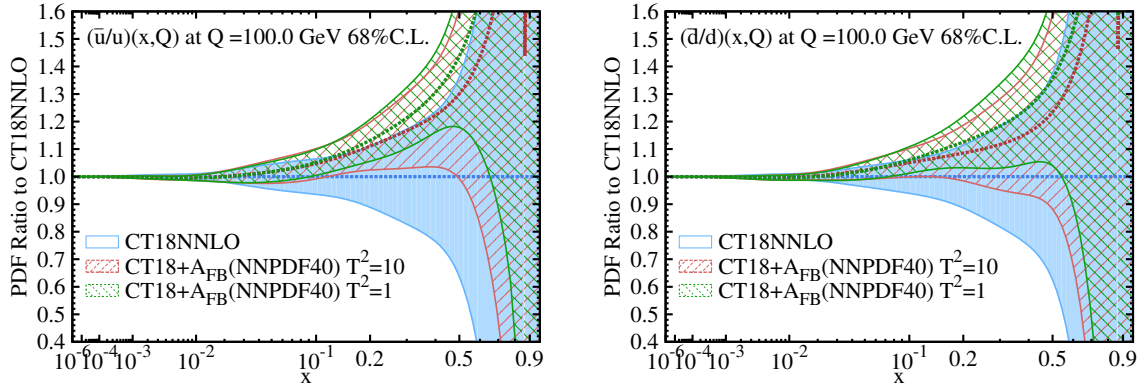 (u̅/u)(x,Q) at Q =100.0 GeV 68%C.L.
PDF Ratio to CT18NNLO
1.6
1.5
1.4
1.3
1.2
1.1
1.0
0.9
0.8
0.7
0.6
0.5
0.4
CT18NNLO
CT18+A_FB(NNPDF40) T²=10
CT18+A_FB(NNPDF40) T²=1
10⁻⁶ 10⁻⁴ 10⁻³ 10⁻² 10⁻¹ 0.2 0.5 0.9
x
(d̅/d)(x,Q) at Q =100.0 GeV 68%C.L.
PDF Ratio to CT18NNLO
1.6
1.5
1.4
1.3
1.2
1.1
1.0
0.9
0.8
0.7
0.6
0.5
0.4
CT18NNLO
CT18+A_FB(NNPDF40) T²=10
CT18+A_FB(NNPDF40) T²=1
10⁻⁶ 10⁻⁴ 10⁻³ 10⁻² 10⁻¹ 0.2 0.5 0.9
x